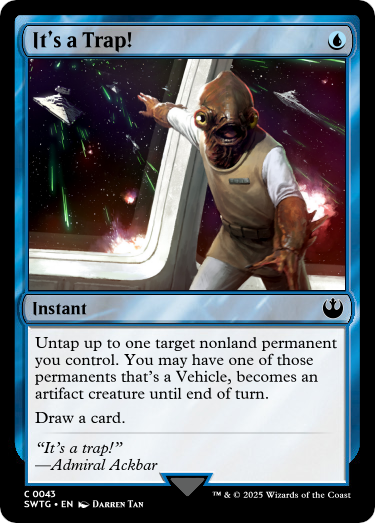 It's a Trap!
Instant
Untap up to one target nonland permanent
you control. You may have one of those
permanents that's a Vehicle, becomes an
artifact creature until end of turn.
Draw a card.
"It's a trap!"
—Admiral Ackbar
C 0043
SWTG • EN Darren Tan
™ & © 2025 Wizards of the Coast